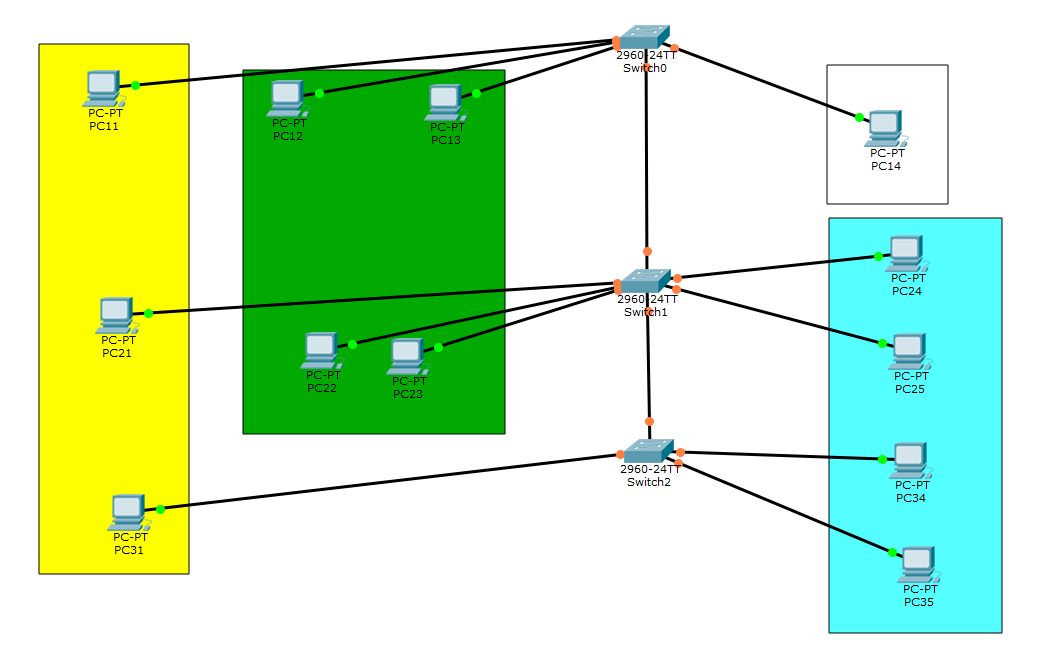 2960-24TT
Switch0
PC-PT
PC11
PC-PT
PC12
PC-PT
PC13
PC-PT
PC14
PC-PT
PC24
2960-24TT
Switch1
PC-PT
PC21
PC-PT
PC22
PC-PT
PC23
PC-PT
PC25
2960-24TT
Switch2
PC-PT
PC34
PC-PT
PC31
PC-PT
PC35